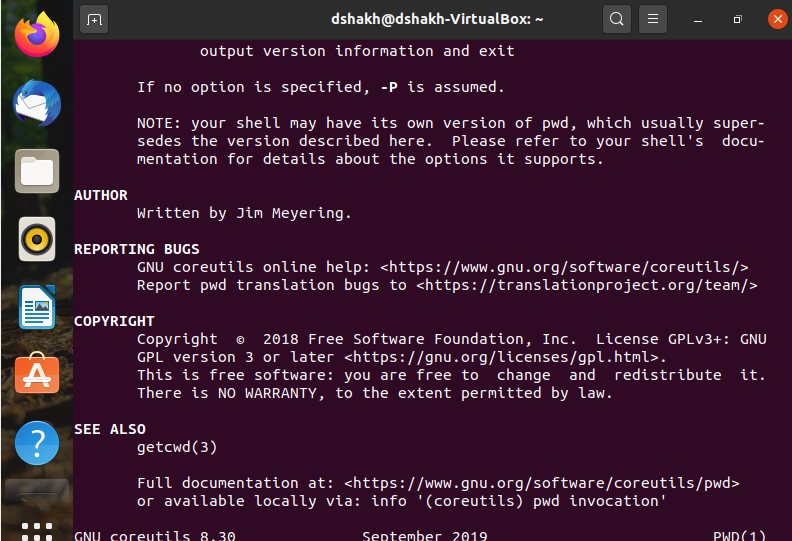 dshakh@dshakh-VirtualBox: ~
output version information and exit
If no option is specified, -P is assumed.
NOTE: your shell may have its own version of pwd, which usually super-
sedes the version described here.  Please refer to your shell's  docu-
mentation for details about the options it supports.
AUTHOR
Written by Jim Meyering.
REPORTING BUGS
GNU coreutils online help: <https://www.gnu.org/software/coreutils/>
Report pwd translation bugs to <https://translationproject.org/team/>
COPYRIGHT
Copyright  ©  2018 Free Software Foundation, Inc.  License GPLv3+: GNU
GPL version 3 or later <https://gnu.org/licenses/gpl.html>.
This is free software: you are free to  change  and  redistribute  it.
There is NO WARRANTY, to the extent permitted by law.
SEE ALSO
getcwd(3)
Full documentation at: <https://www.gnu.org/software/coreutils/pwd>
or available locally via: info '(coreutils) pwd invocation'
GNU coreutils 8.30              September 2019                         PWD(1)